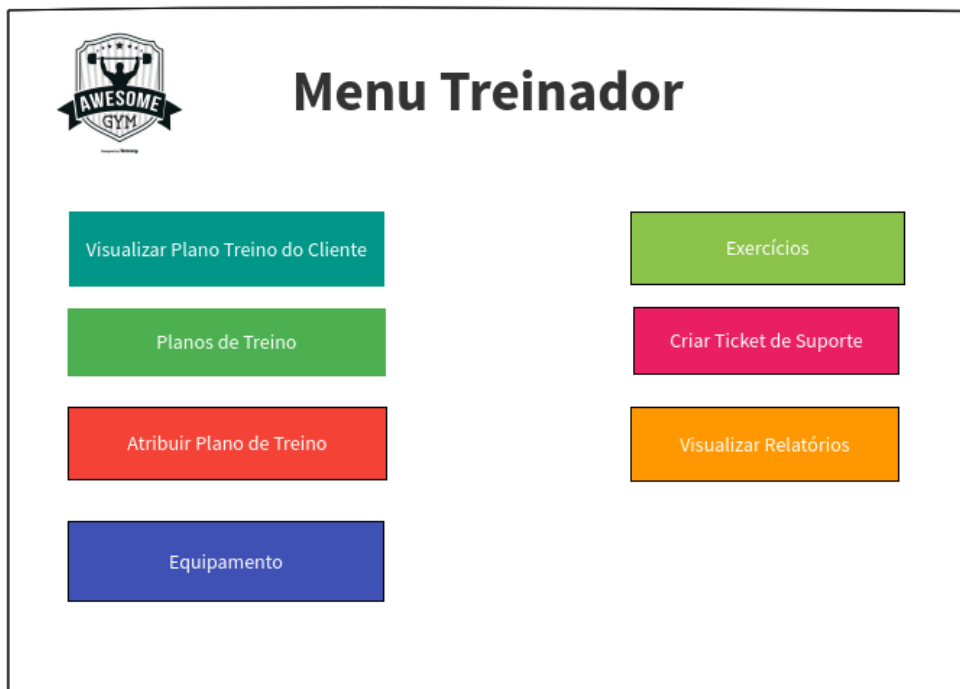 AWESOME
GYM
Menu Treinador
Visualizar Plano Treino do Cliente
Exercícios
Planos de Treino
Criar Ticket de Suporte
Atribuir Plano de Treino
Visualizar Relatórios
Equipamento